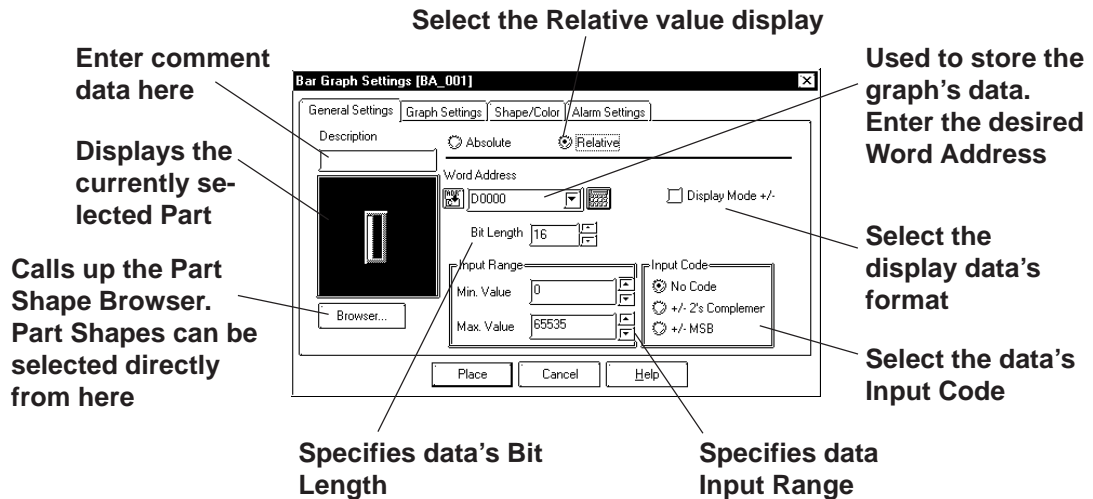 Select the Relative value display
Enter comment
data here
Used to store the
graph's data.
Enter the desired
Word Address
Displays the
currently se-
lected Part
Calls up the Part
Shape Browser.
Part Shapes can be
selected directly
from here
Bar Graph Settings [BA_001]
General Settings Graph Settings Shape/Color Alarm Settings
Description
Absolute Relative
Word Address
D0000
Display Mode +/-
Bit Length 16
Input Range
Min. Value 0
Max. Value 65535
Input Code
No Code
+/- 2's Complemer
+/- MSB
Browser...
Place Cancel Help
Select the
display data's
format
Select the data's
Input Code
Specifies data's Bit
Length
Specifies data
Input Range